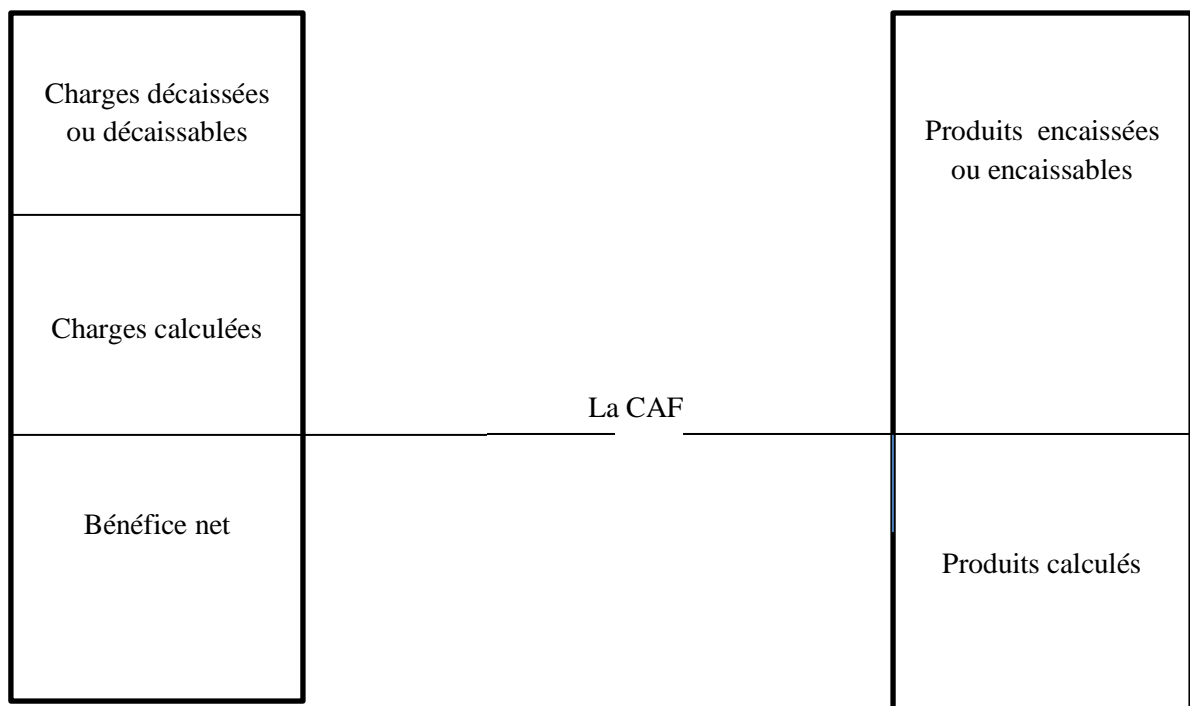 Charges décaissées
ou décaissables
Produits encaissées
ou encaissables
Charges calculées
La CAF
Bénéfice net
Produits calculés